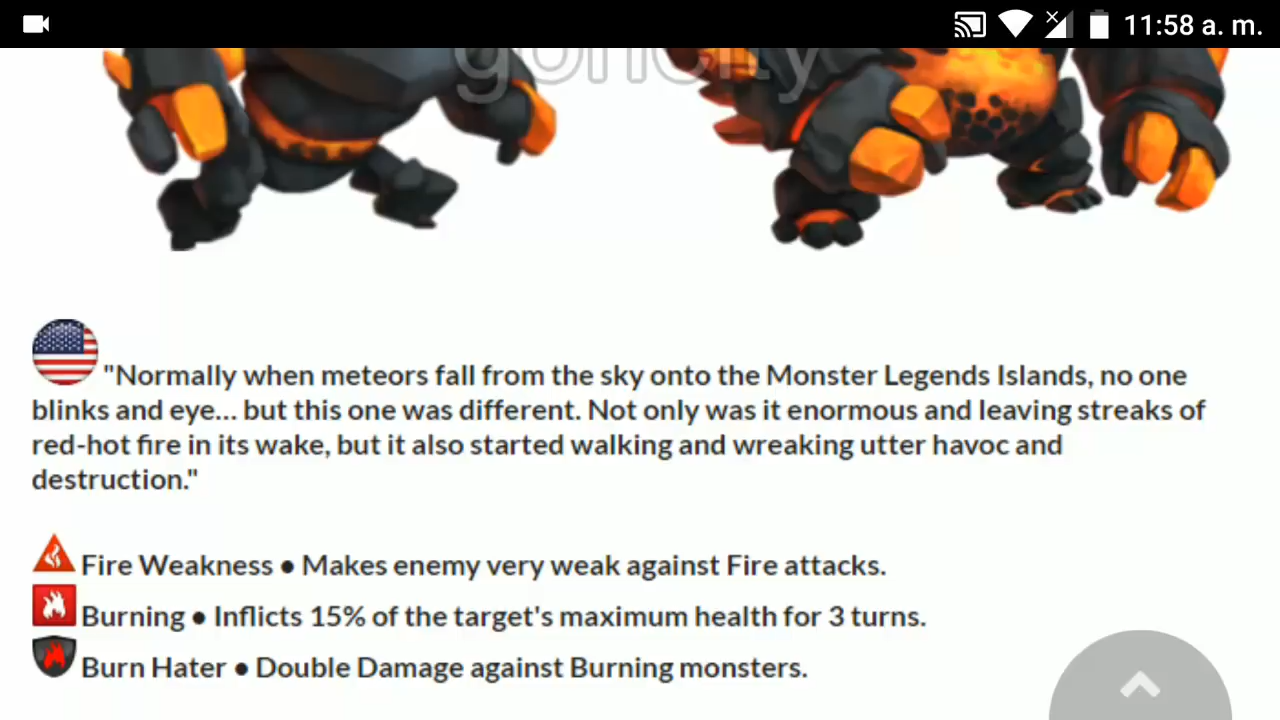 11:58 a. m.
goncity
"Normally when meteors fall from the sky onto the Monster Legends Islands, no one
blinks and eye... but this one was different. Not only was it enormous and leaving streaks of
red-hot fire in its wake, but it also started walking and wreaking utter havoc and
destruction."
Fire Weakness ● Makes enemy very weak against Fire attacks.
Burning ● Inflicts 15% of the target's maximum health for 3 turns.
Burn Hater ● Double Damage against Burning monsters.